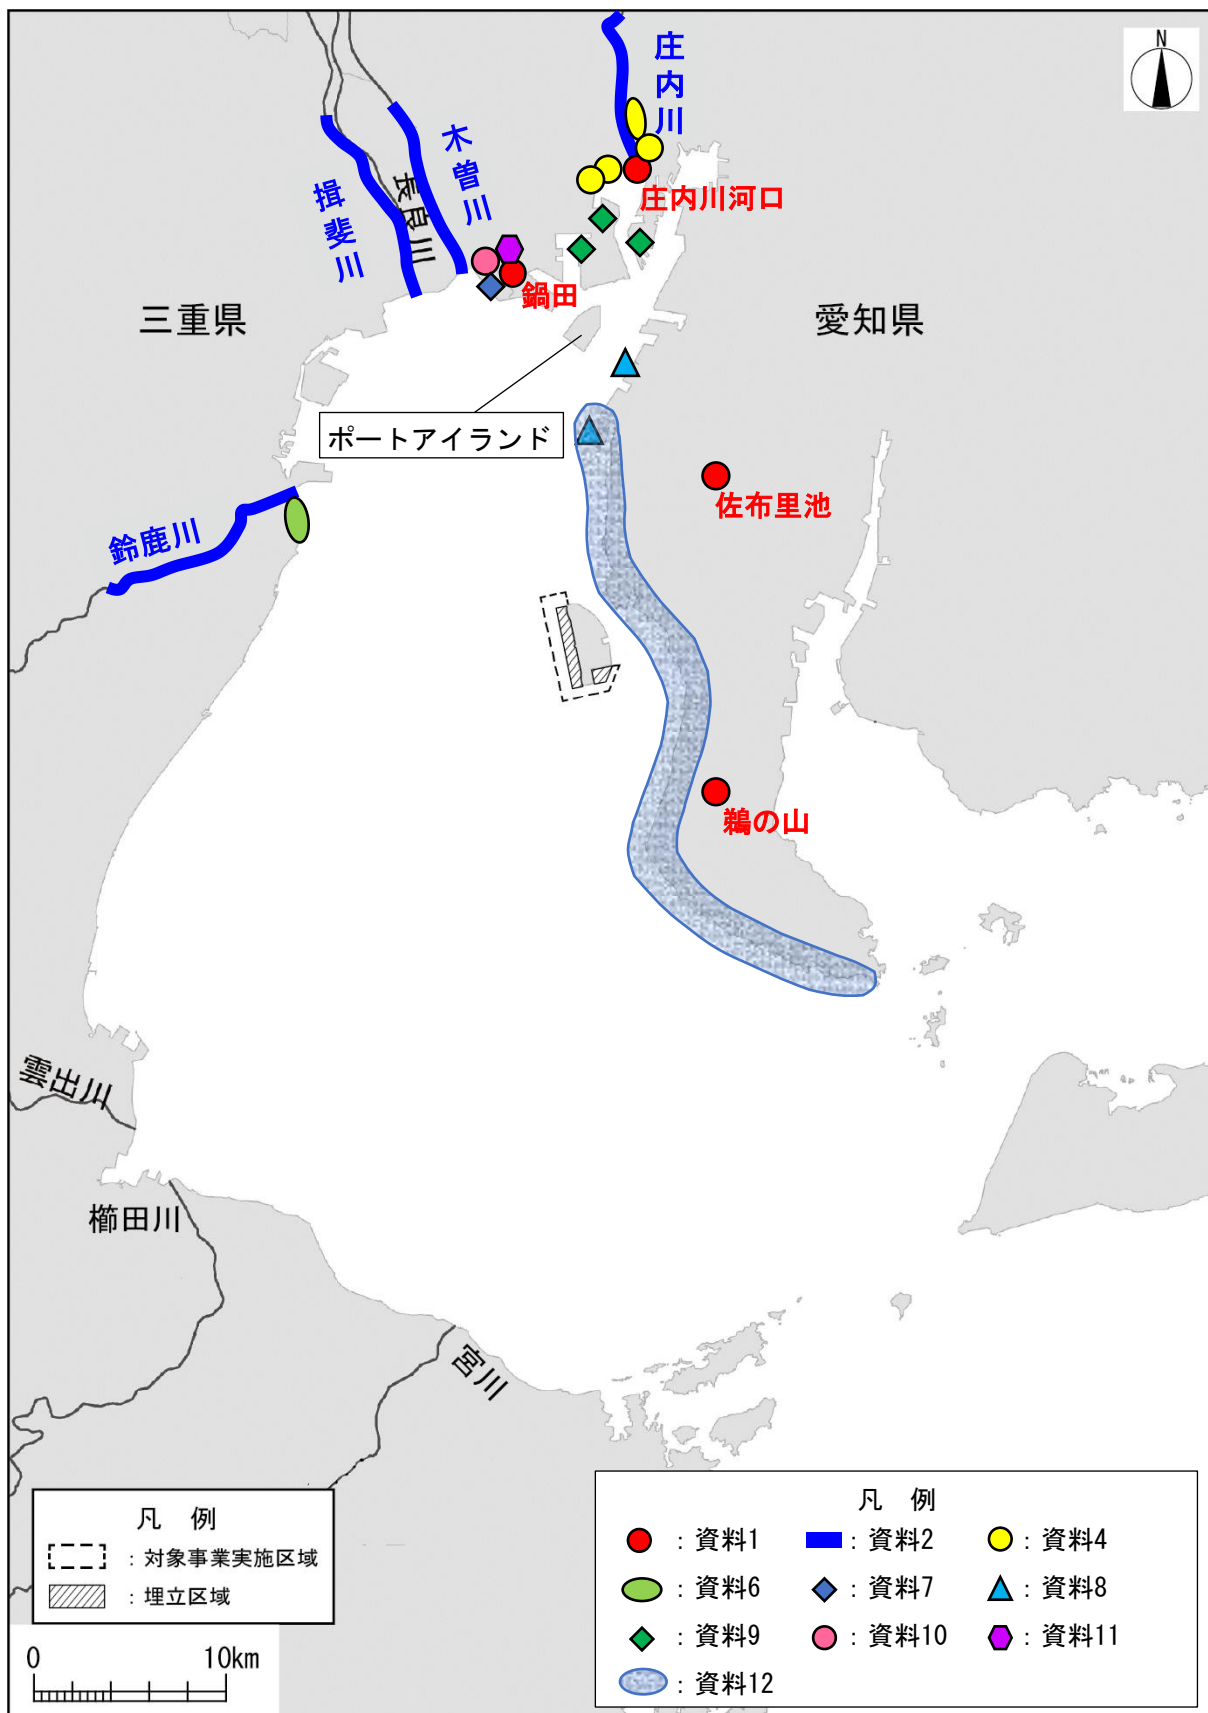 N
庄内川
木曽川
長良川
揖斐川
庄内川河口
鍋田
三重県
愛知県
ポートアイランド
佐布里池
鈴鹿川
鵜の山
雲出川
櫛田川
宮川
凡 例
：対象事業実施区域
：埋立区域
0 10km
凡 例
：資料1 ：資料2 ：資料4
：資料6 ：資料7 ：資料8
：資料9 ：資料10 ：資料11
：資料12